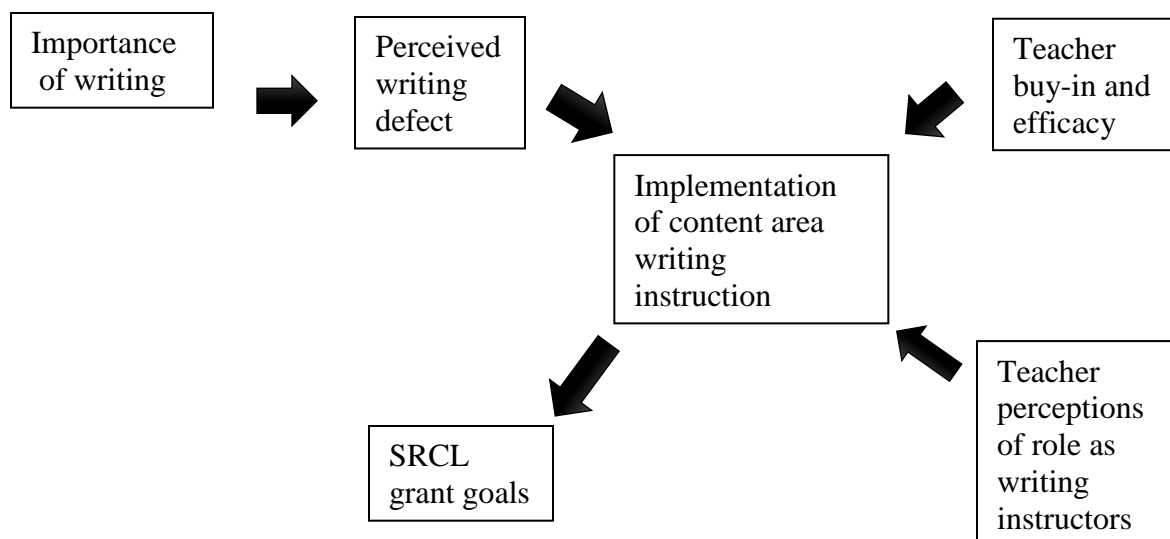 Importance
of writing
Perceived
writing
defect
Teacher
buy-in and
efficacy
Implementation
of content area
writing
instruction
SRCL
grant goals
Teacher
perceptions
of role as
writing
instructors